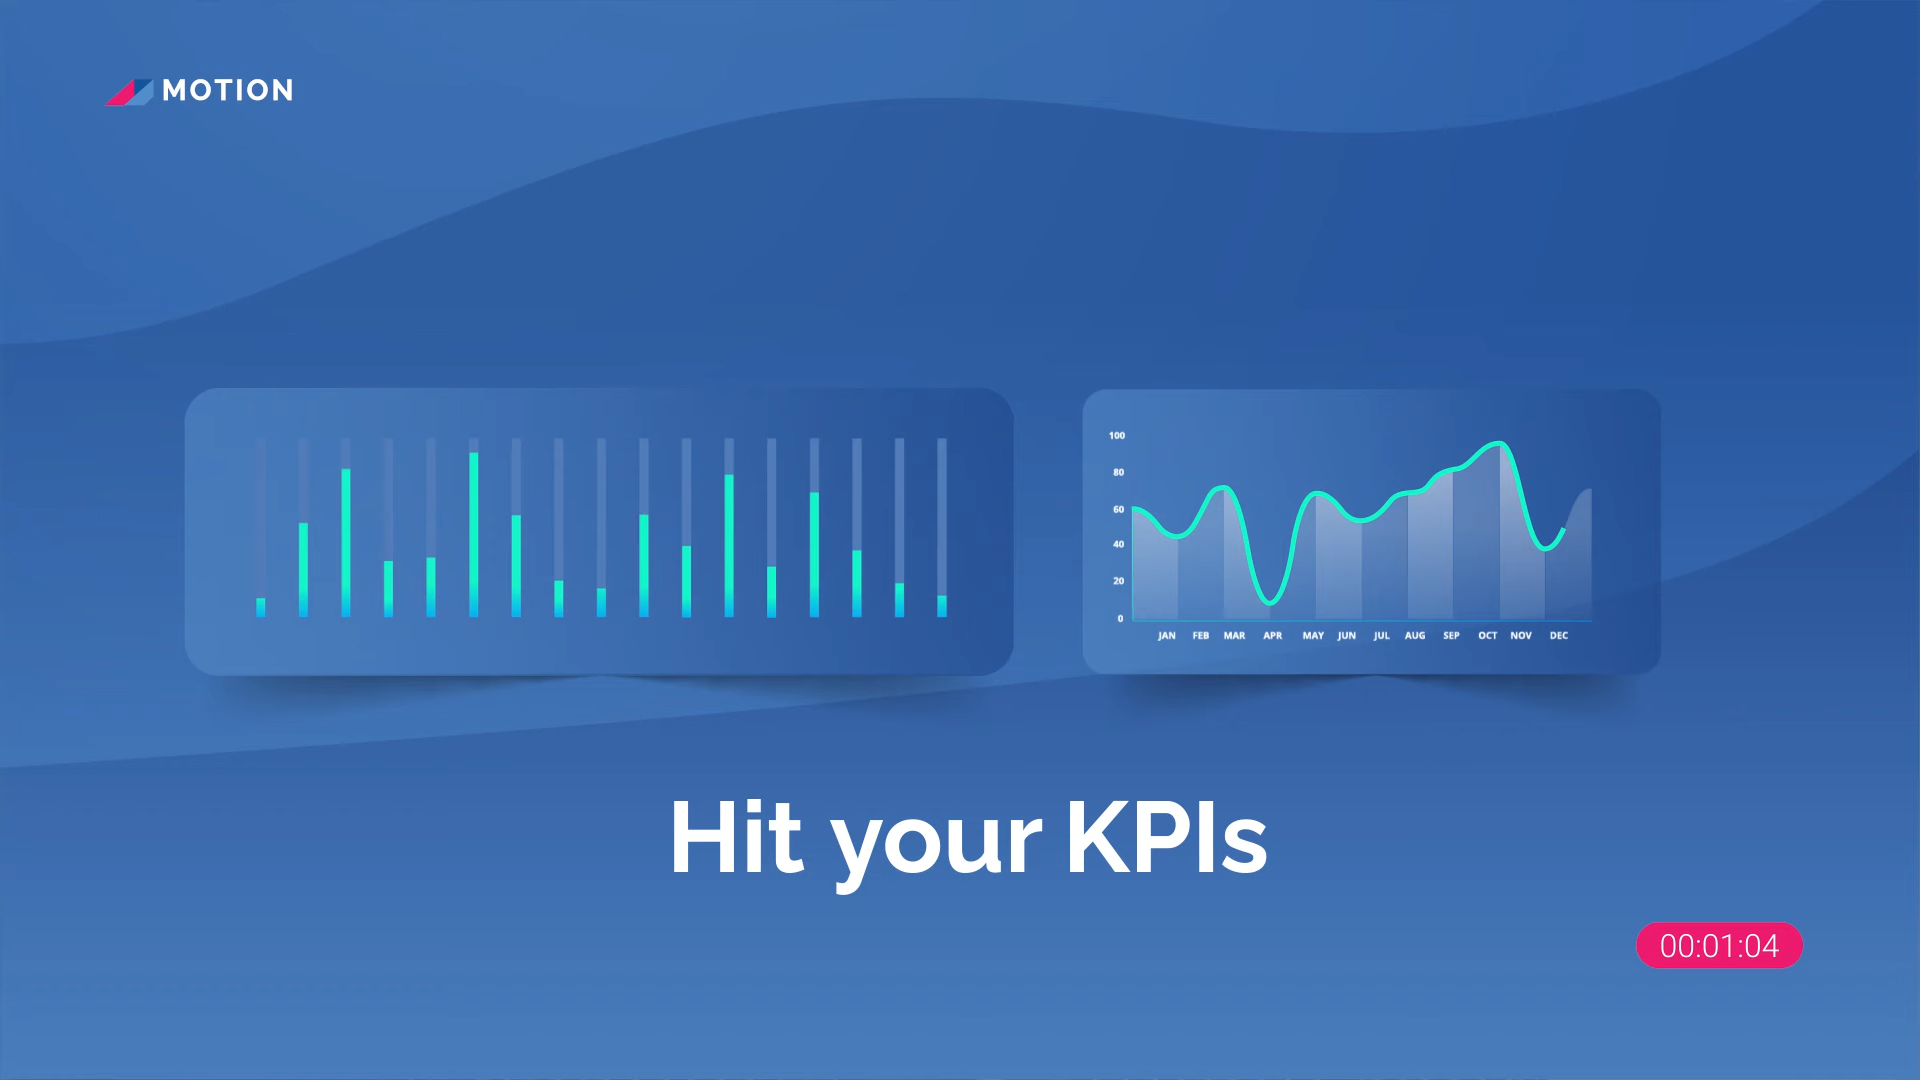 MOTION
100
80
60
40
20
0
JAN FEB MAR APR MAY JUN JUL AUG SEP OCT NOV DEC
Hit your KPIs
00:01:04